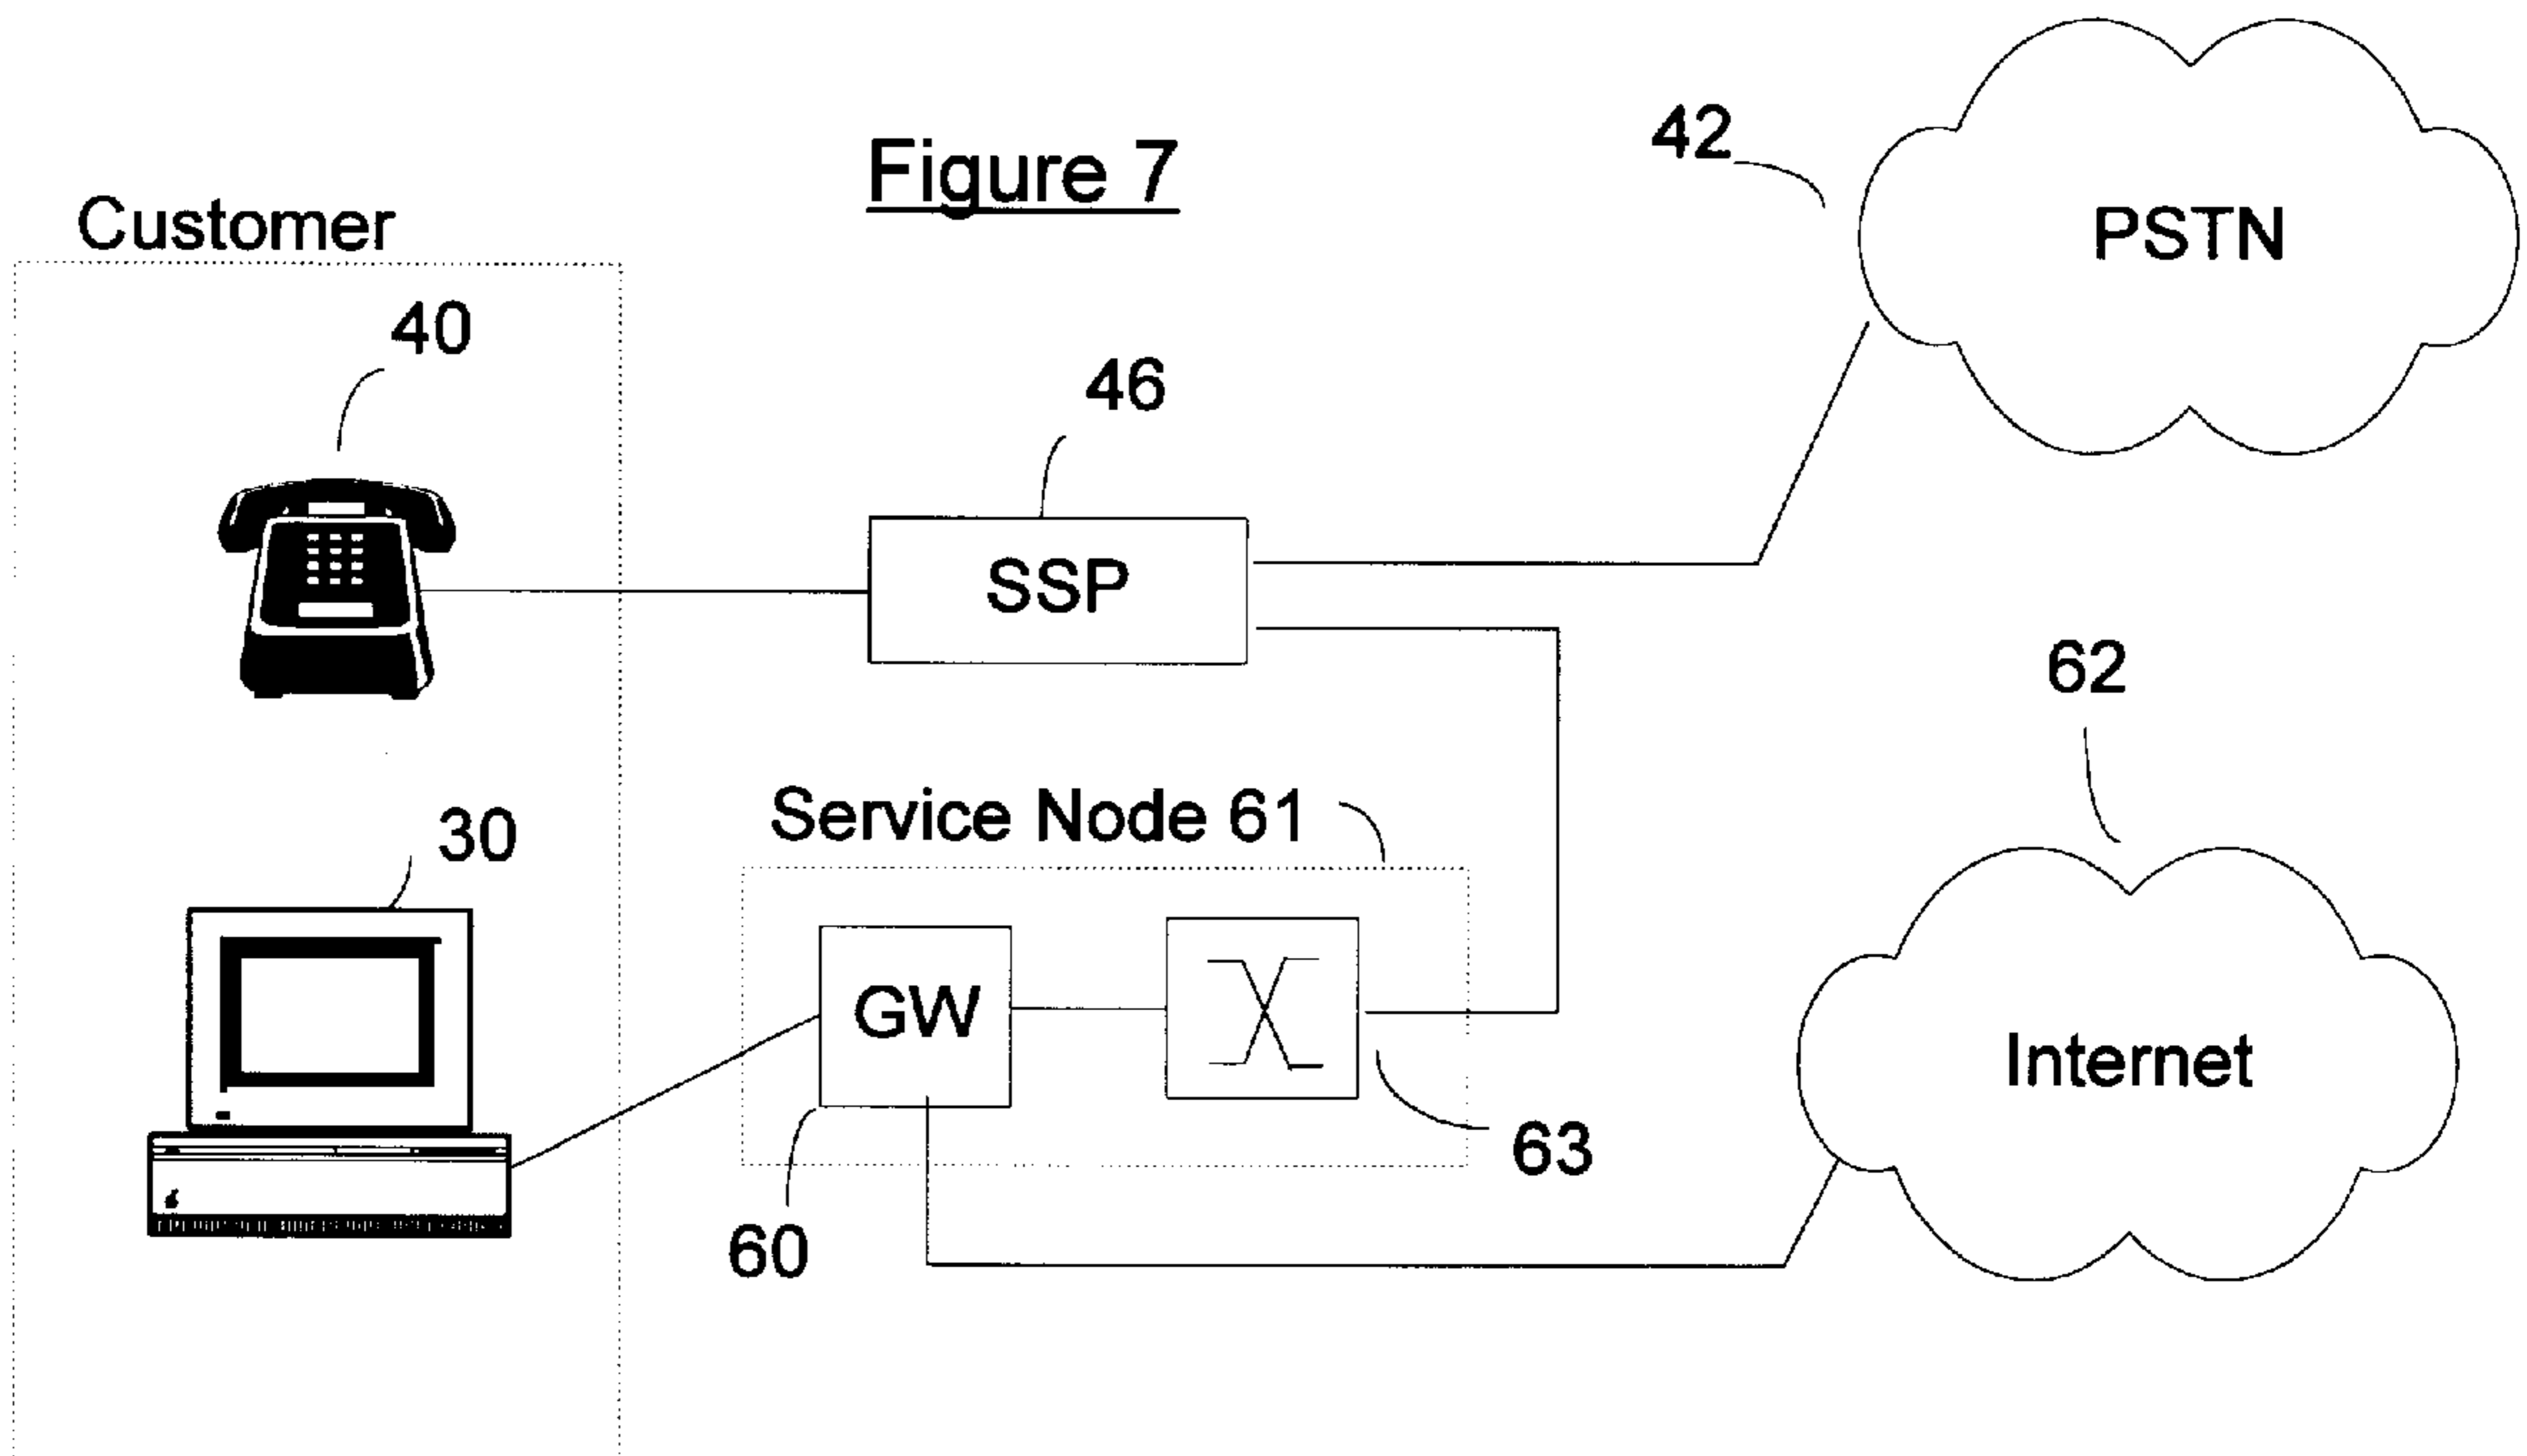 Figure 7
Customer
42
PSTN
40
46
SSP
62
30
Service Node 61
GW
Internet
63
60